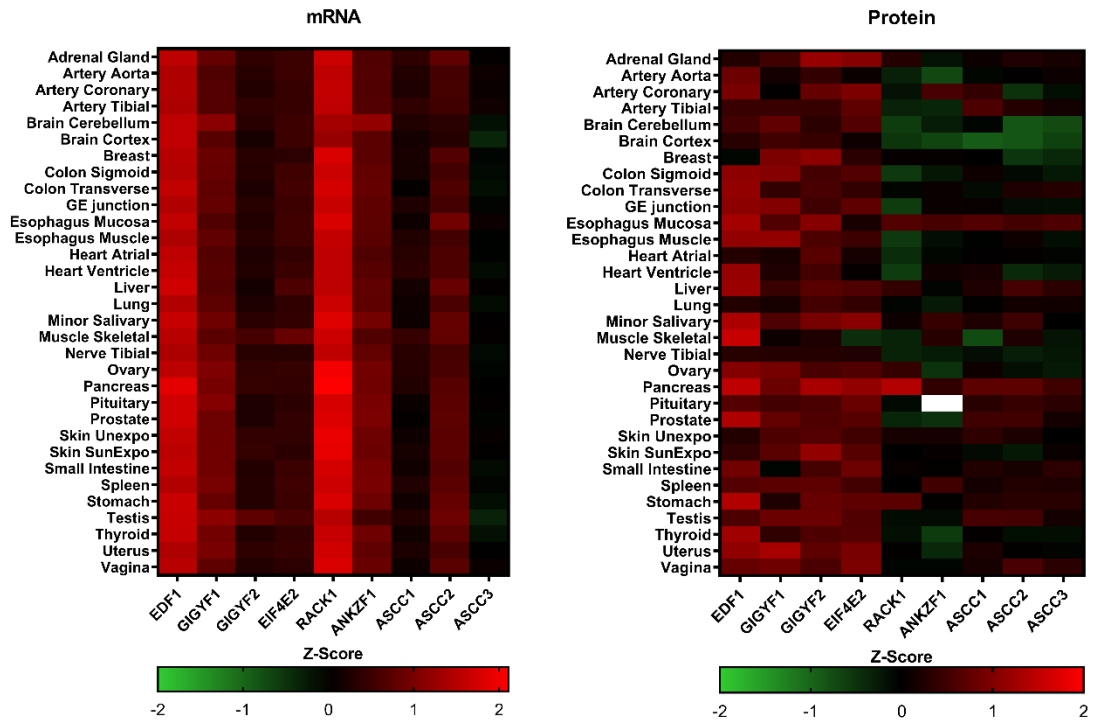 mRNA
Adrenal Gland
Artery Aorta
Artery Coronary
Artery Tibial
Brain Cerebellum
Brain Cortex
Breast
Colon Sigmoid
Colon Transverse
GE junction
Esophagus Mucosa
Esophagus Muscle
Heart Atrial
Heart Ventricle
Liver
Lung
Minor Salivary
Muscle Skeletal
Nerve Tibial
Ovary
Pancreas
Pituitary
Prostate
Skin Unexpo
Skin SunExpo
Small Intestine
Spleen
Stomach
Testis
Thyroid
Uterus
Vagina
EDF1
GIGYF1
GIGYF2
EIF4E2
RACK1
ANKZF1
ASCC1
ASCC2
ASCC3
Z-Score
-2 -1 0 1 2
Protein
Adrenal Gland
Artery Aorta
Artery Coronary
Artery Tibial
Brain Cerebellum
Brain Cortex
Breast
Colon Sigmoid
Colon Transverse
GE junction
Esophagus Mucosa
Esophagus Muscle
Heart Atrial
Heart Ventricle
Liver
Lung
Minor Salivary
Muscle Skeletal
Nerve Tibial
Ovary
Pancreas
Pituitary
Prostate
Skin Unexpo
Skin SunExpo
Small Intestine
Spleen
Stomach
Testis
Thyroid
Uterus
Vagina
EDF1
GIGYF1
GIGYF2
EIF4E2
RACK1
ANKZF1
ASCC1
ASCC2
ASCC3
Z-Score
-2 -1 0 1 2